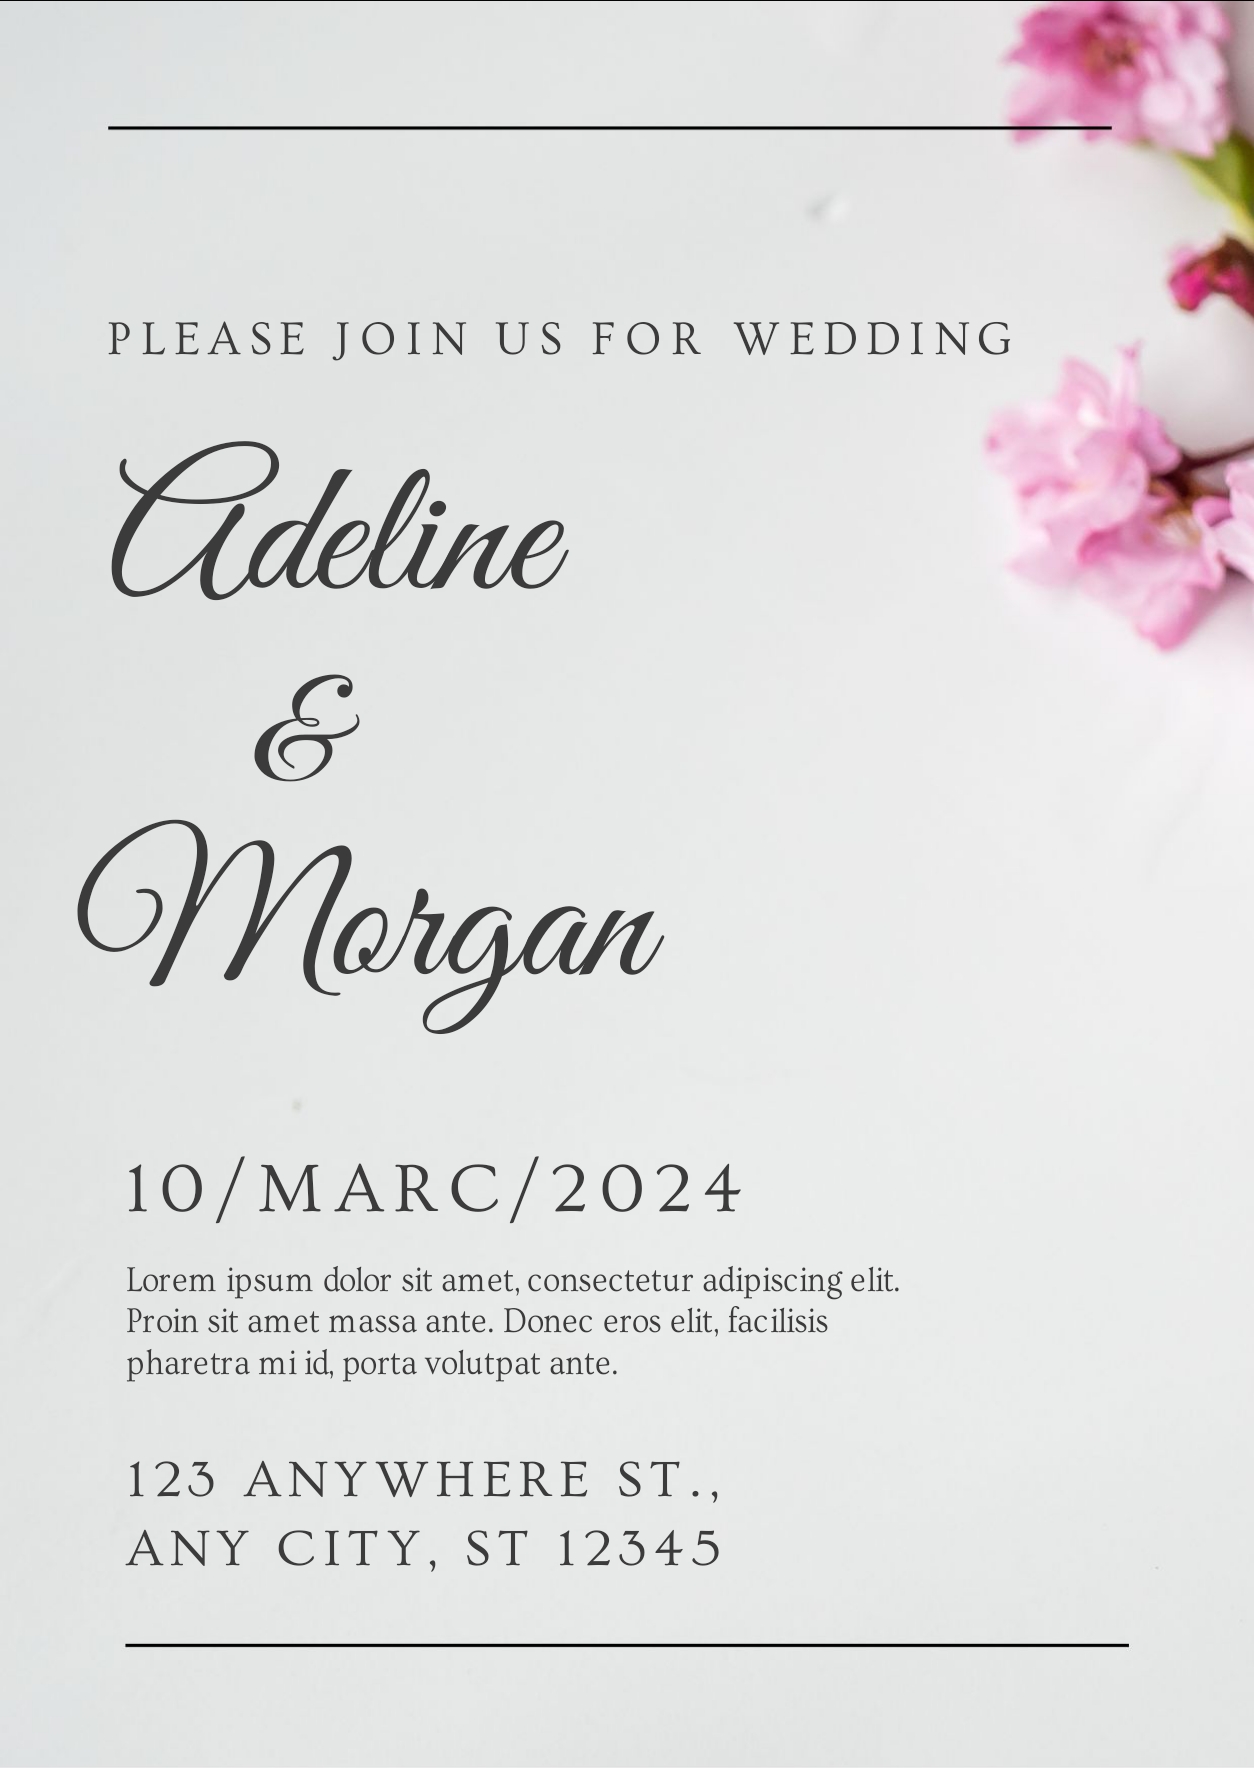 PLEASE JOIN US FOR WEDDING
Adeline
&
Morgan
10/MARC/2024
Lorem ipsum dolor sit amet, consectetur adipiscing elit.
Proin sit amet massa ante. Donec eros elit, facilisis
pharetra mi id, porta volutpat ante.
123 ANYWHERE ST.,
ANY CITY, ST 12345